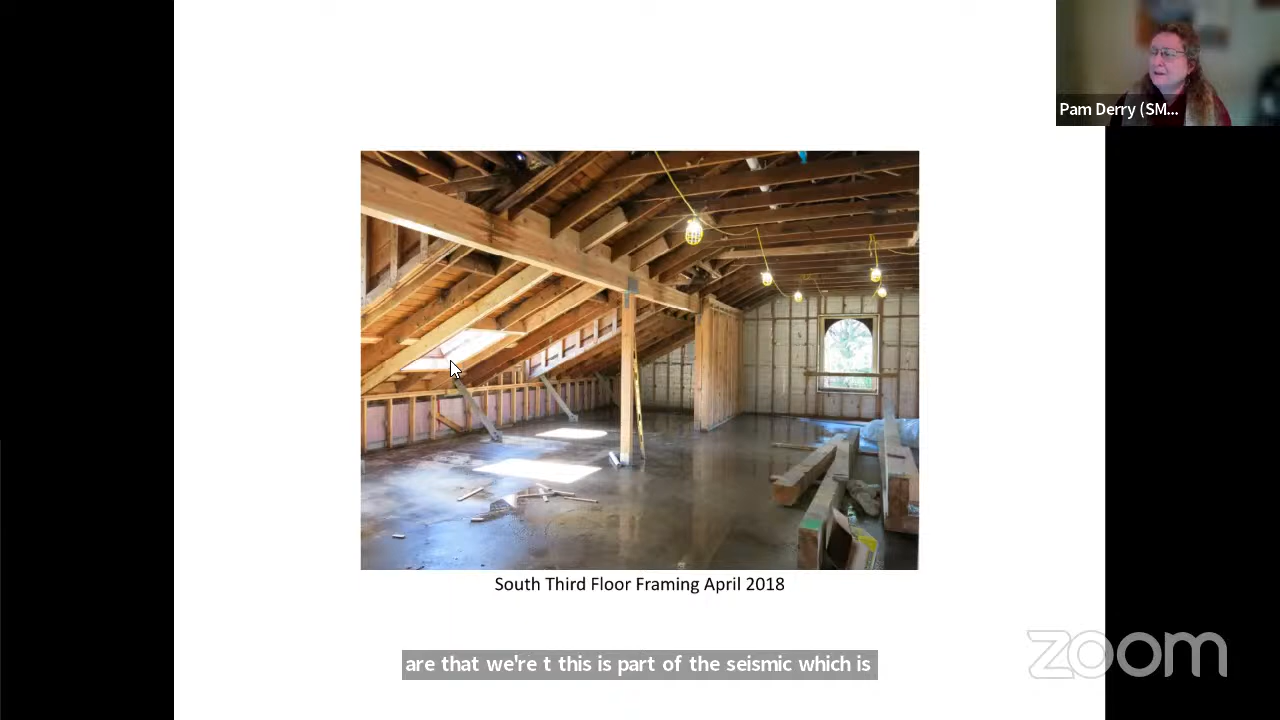 Pam Derry (SM...
South Third Floor Framing April 2018
are that we're t this is part of the seismic which is
zoom